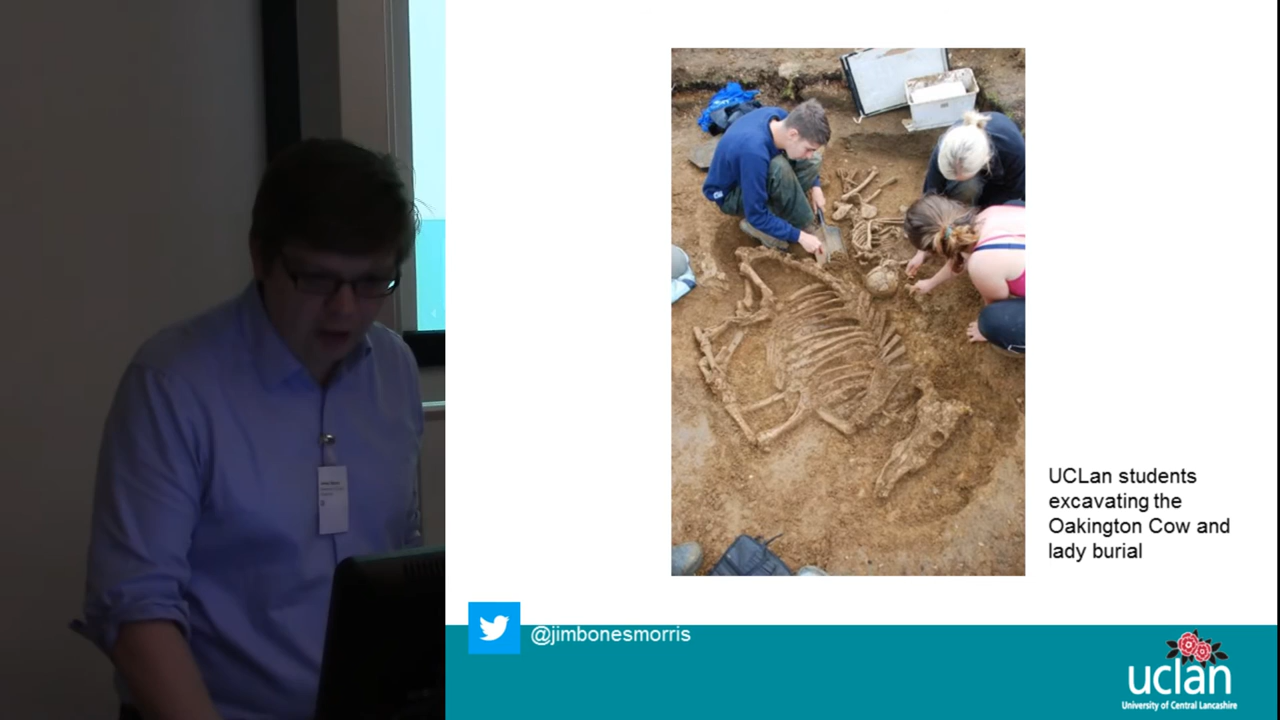 UCLan students
excavating the
Oakington Cow and
lady burial
@jimbonesmorris
uclan
University of Central Lancashire